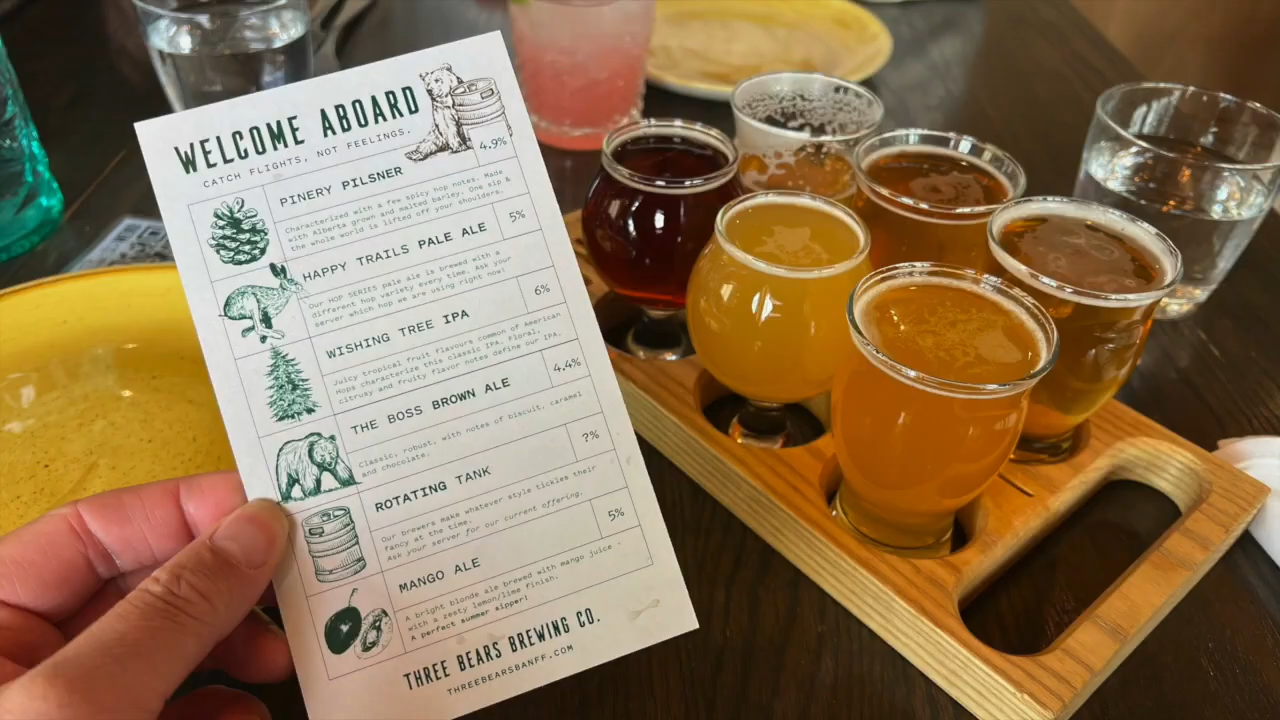 WELCOME ABOARD
CATCH FLIGHTS, NOT FEELINGS.
PINERY PILSNER
4.9%
Characterized with a few spicy hop notes. Made
with Alberta grown and malted barley. One sip &
the whole world is lifted off your shoulders.
HAPPY TRAILS PALE ALE
5%
Our HOP SERIES pale ale is brewed with a
different hop variety every time. Ask your
server which hop we are using right now!
WISHING TREE IPA
6%
Juicy tropical fruit flavours common of American
Hops characterize this classic IPA. Floral,
citrusy and fruity flavor notes define our IPA.
THE BOSS BROWN ALE
4.4%
Classic, robust, with notes of biscuit, caramel
and chocolate.
ROTATING TANK
?%
Our brewers make whatever style tickles their
fancy at the time.
Ask your server for our current offering.
MANGO ALE
5%
A bright blonde ale brewed with mango juice -
with a zesty lemon/lime finish.
A perfect summer sipper!
THREE BEARS BREWING CO.
THREEBEARSBANFF.COM